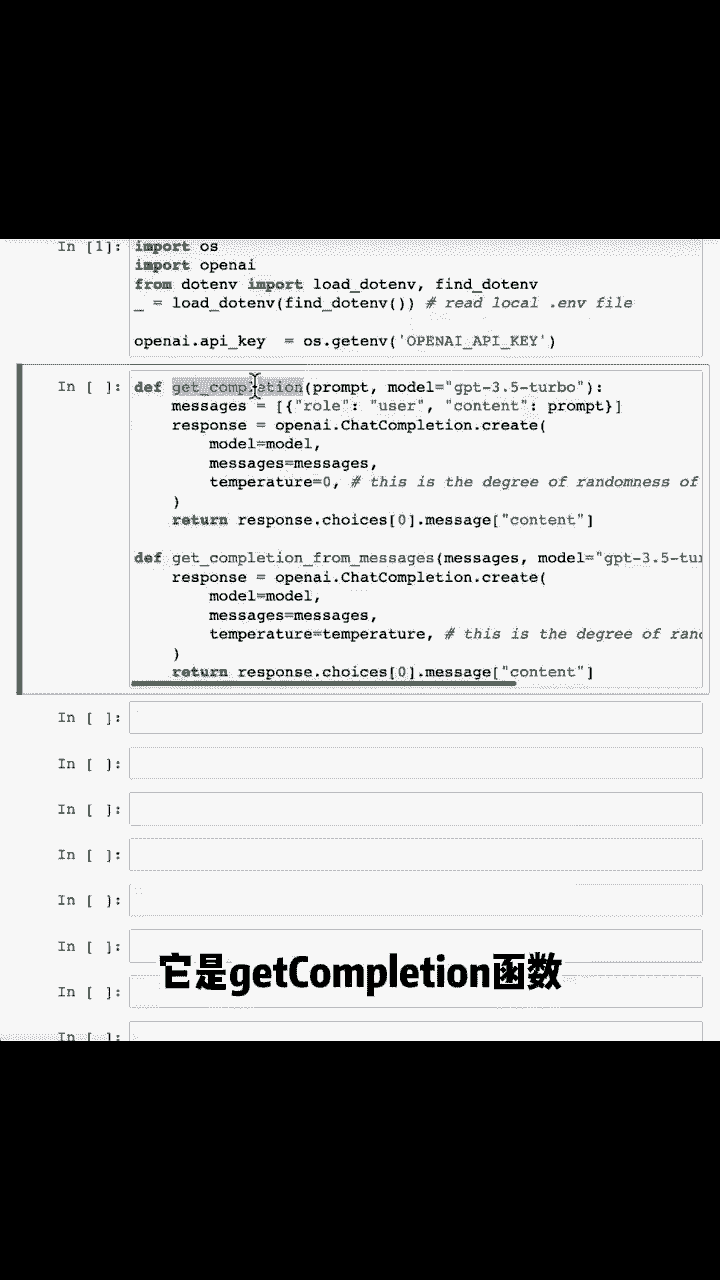 In [1]: import os
import openai
from dotenv import load_dotenv, find_dotenv
_ = load_dotenv(find_dotenv()) # read local .env file
openai.api_key  = os.getenv('OPENAI_API_KEY')
In [ ]: def get_completion(prompt, model="gpt-3.5-turbo"):
messages = [{"role": "user", "content": prompt}]
response = openai.ChatCompletion.create(
model=model,
messages=messages,
temperature=0, # this is the degree of randomness of
)
return response.choices[0].message["content"]
def get_completion_from_messages(messages, model="gpt-3.5-tu
response = openai.ChatCompletion.create(
model=model,
messages=messages,
temperature=temperature, # this is the degree of ran
)
return response.choices[0].message["content"]
In [ ]:
In [ ]:
In [ ]:
In [ ]:
In [ ]:
In [ ]:
它是getCompletion函数
In [ ]:
In [ ]: